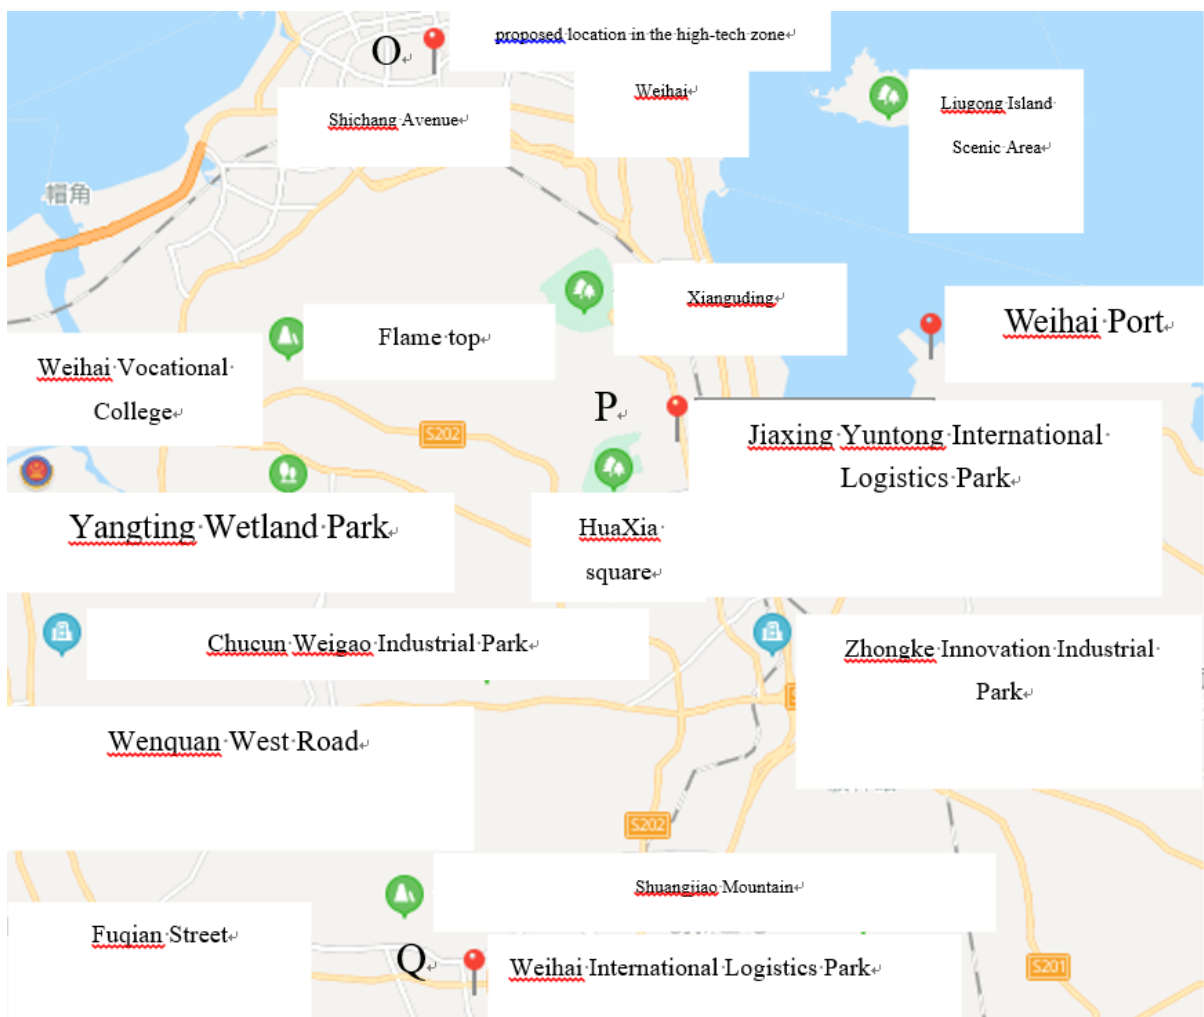 O
proposed location in the high-tech zone
Weihai
Shichang Avenue
Liugong Island
Scenic Area
帽角
Xianguding
Weihai Port
Flame top
Weihai Vocational
College
P
S202
Jiaxing Yuntong International
Logistics Park
Yangting Wetland Park
HuaXia
square
Chucun Weigao Industrial Park
Zhongke Innovation Industrial
Park
Wenquan West Road
S202
Shuangjiao Mountain
Fuqian Street
Q
Weihai International Logistics Park
S201